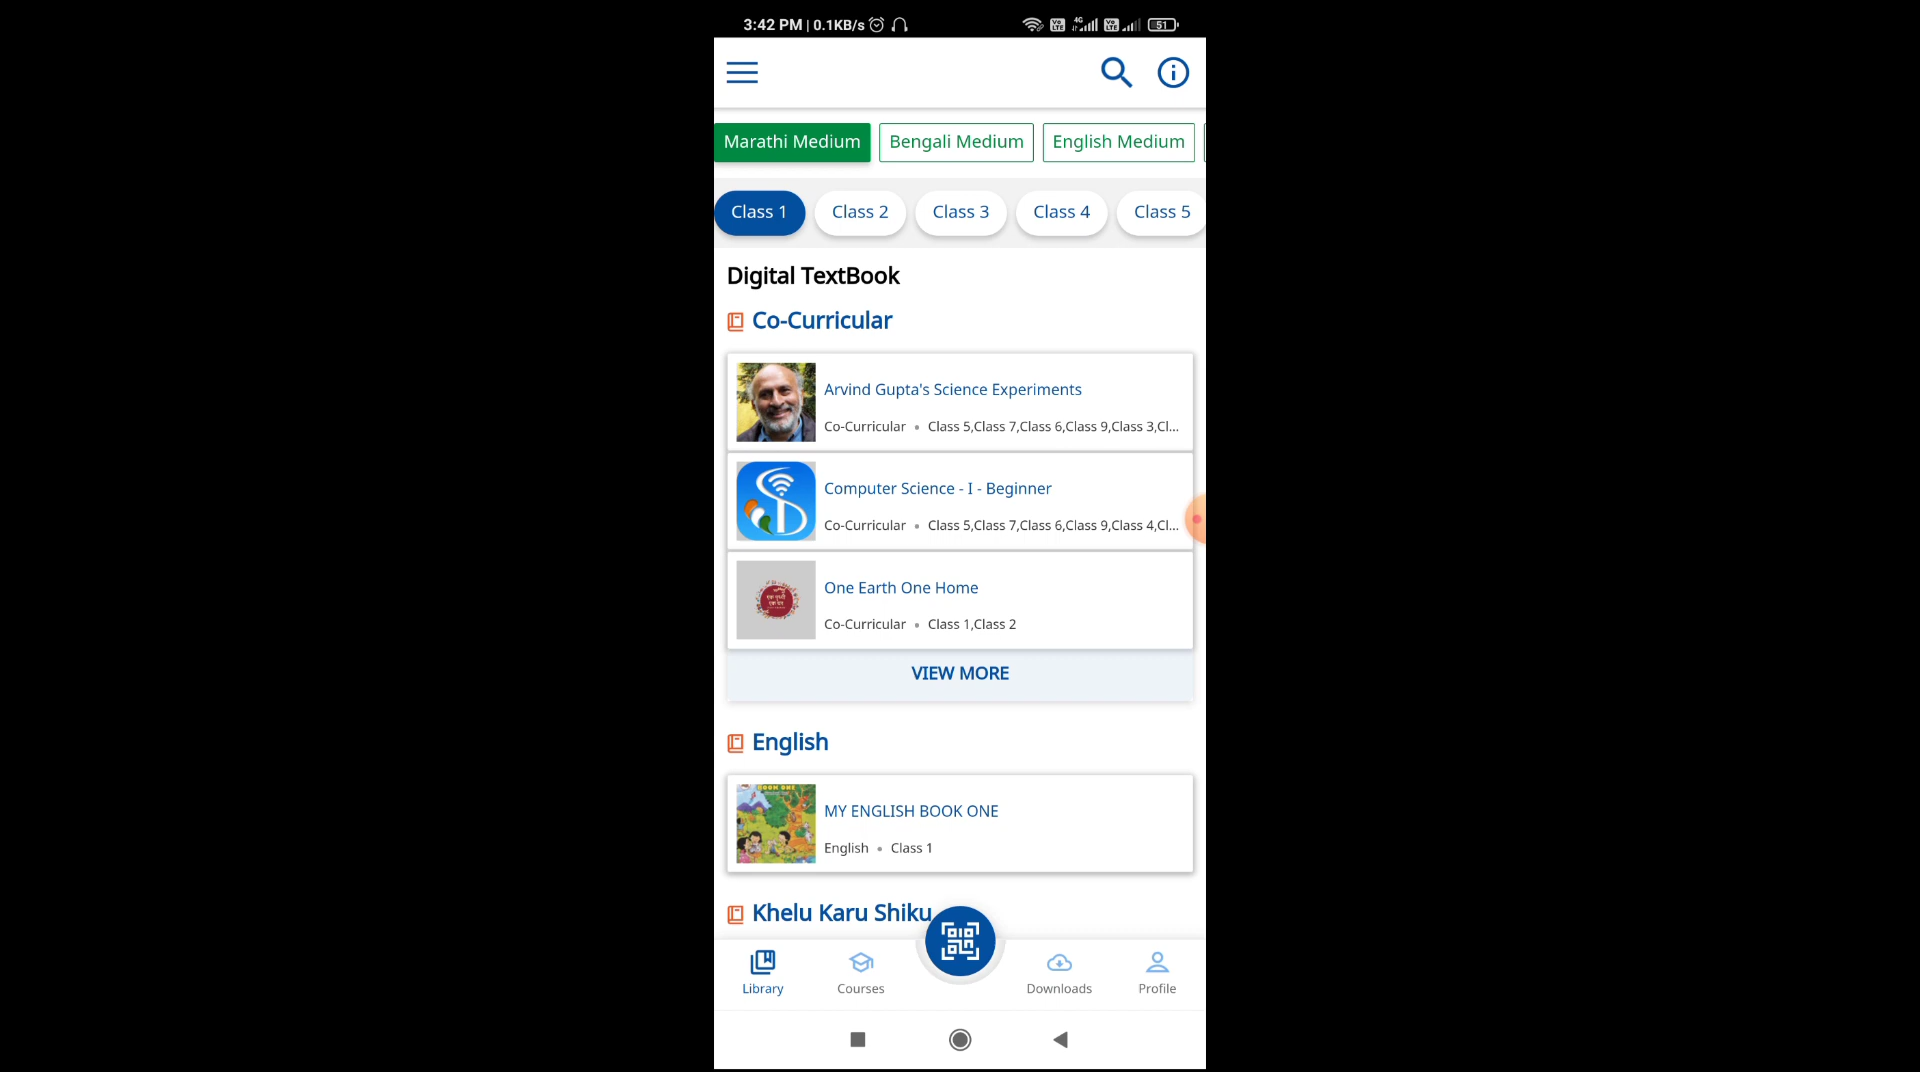 3:42 PM | 0.1KB/s
4G
51
Marathi Medium
Bengali Medium
English Medium
Class 1
Class 2
Class 3
Class 4
Class 5
Digital TextBook
Co-Curricular
Arvind Gupta's Science Experiments
Co-Curricular • Class 5,Class 7,Class 6,Class 9,Class 3,Cl...
Computer Science - I - Beginner
Co-Curricular • Class 5,Class 7,Class 6,Class 9,Class 4,Cl...
One Earth One Home
Co-Curricular • Class 1,Class 2
VIEW MORE
English
BOOK ONE
MY ENGLISH BOOK ONE
English • Class 1
Khelu Karu Shiku
Library
Courses
Downloads
Profile